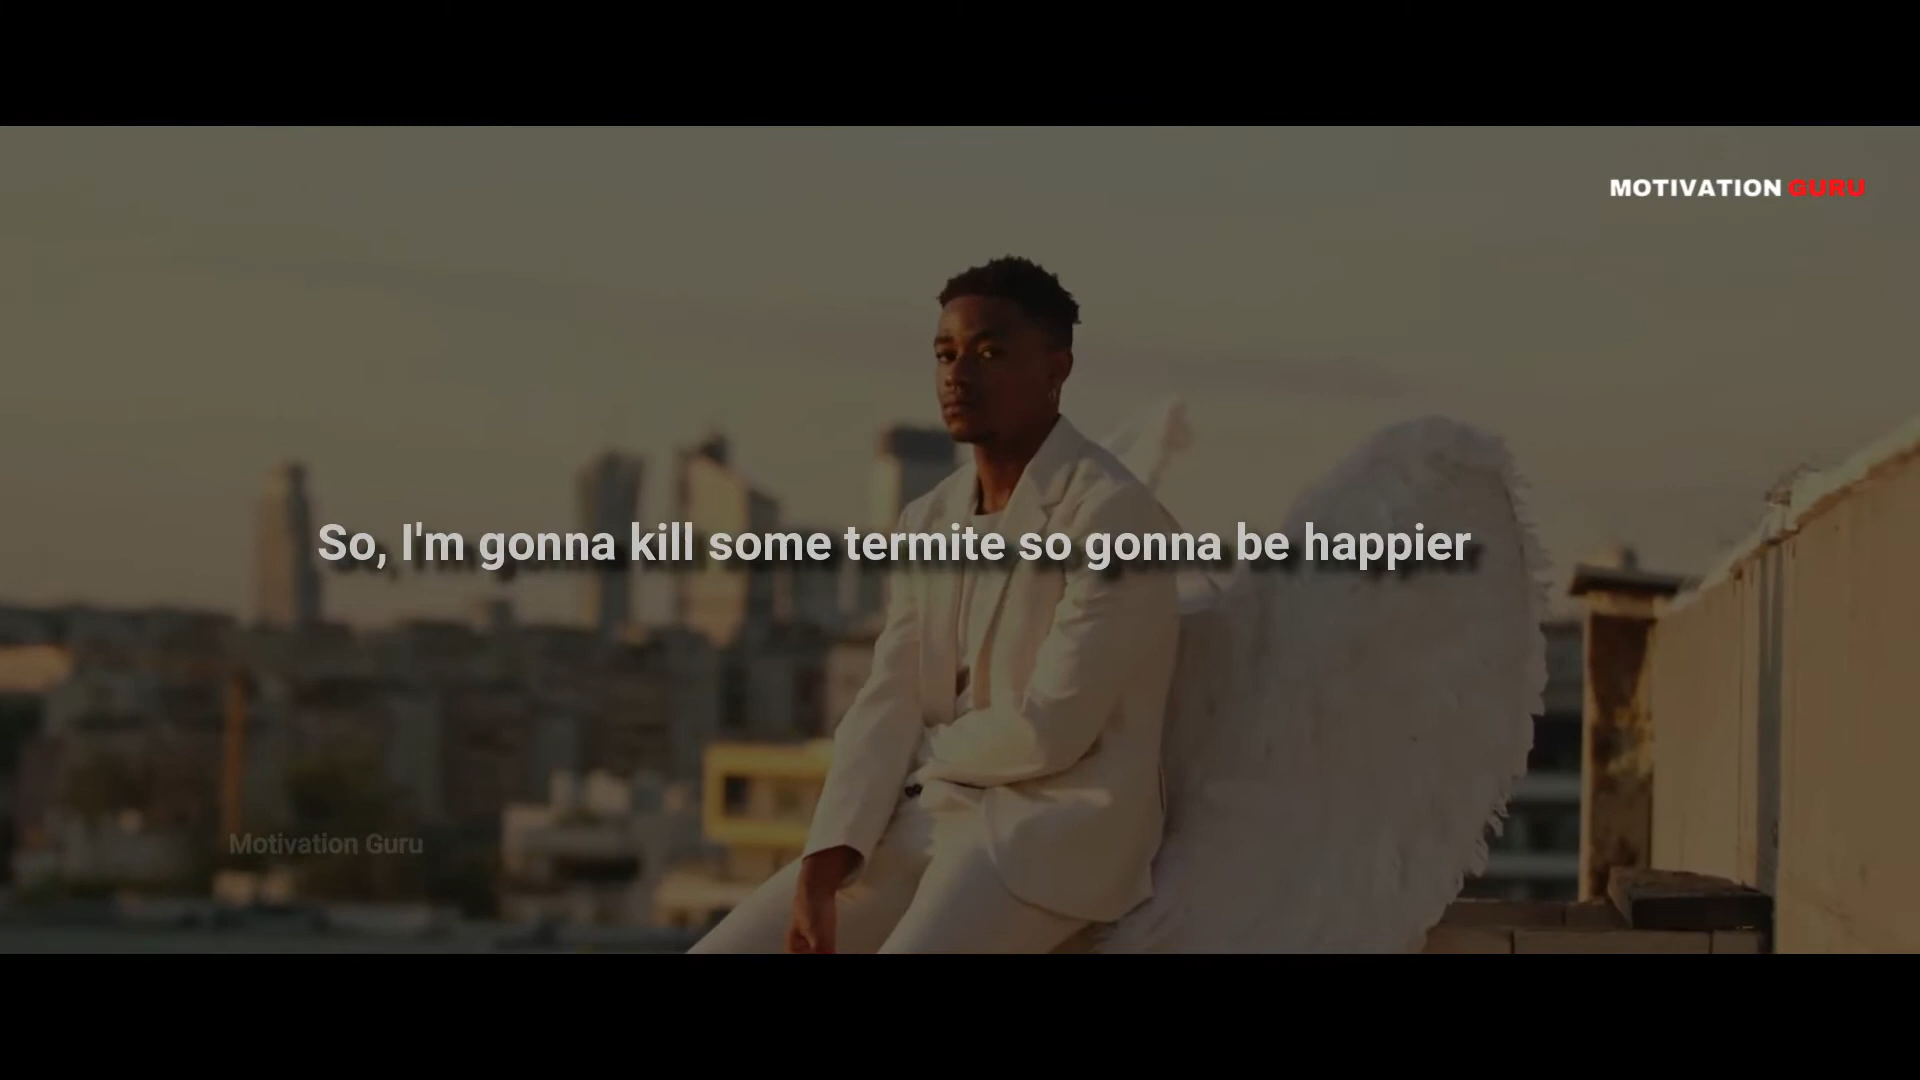 MOTIVATION GURU
So, I'm gonna kill some termite so gonna be happier
Motivation Guru